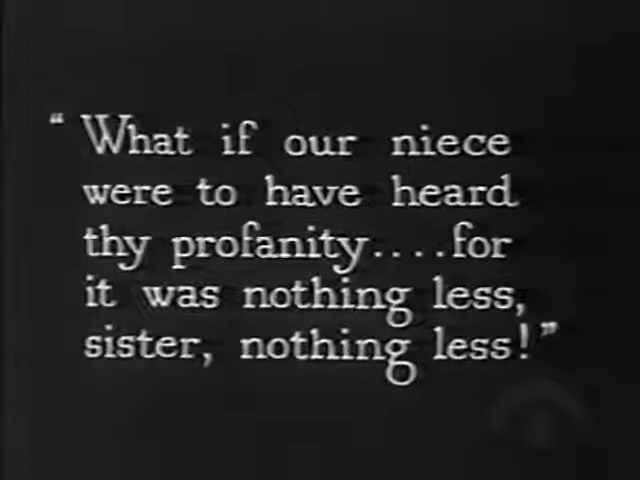 “What if our niece
were to have heard
thy profanity....for
it was nothing less,
sister, nothing less!”